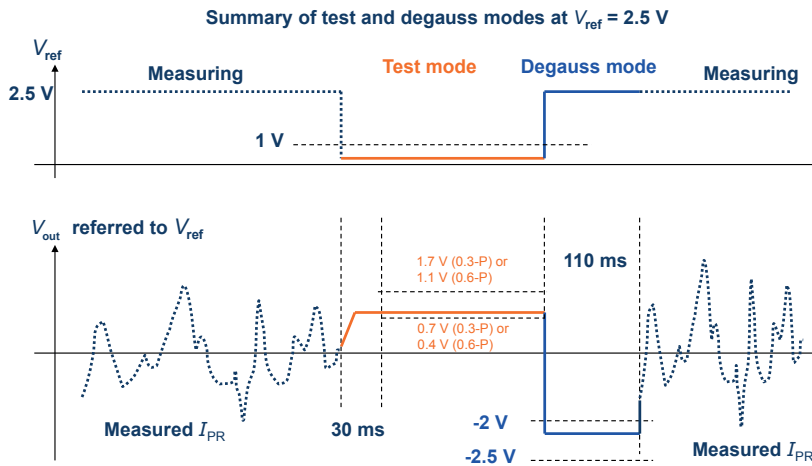 Summary of test and degauss modes at Vref = 2.5 V
Vref
Measuring
Test mode
Degauss mode
Measuring
2.5 V
1 V
Vout referred to Vref
1.7 V (0.3-P) or
1.1 V (0.6-P)
110 ms
0.7 V (0.3-P) or
0.4 V (0.6-P)
Measured IPR
30 ms
-2 V
-2.5 V
Measured IPR